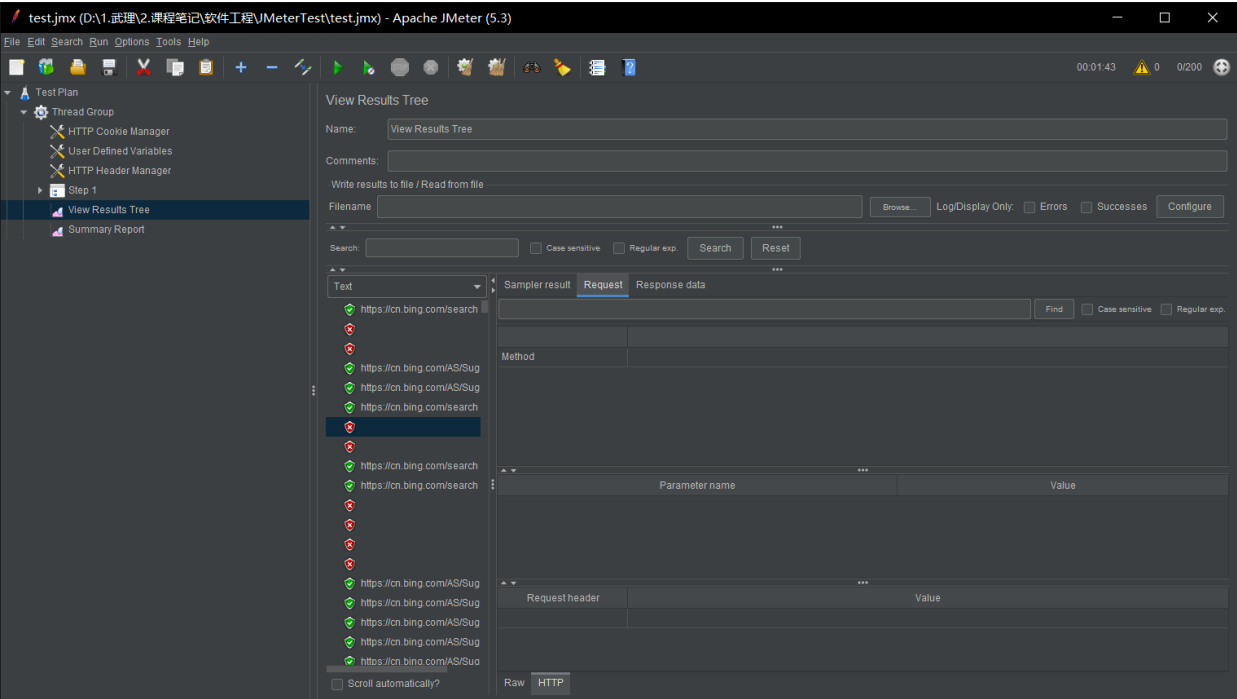 test.jmx (D:\1.武理\2.课程笔记\软件工程\JMeterTest\test.jmx) - Apache JMeter (5.3)
File Edit Search Run Options Tools Help
00:01:43 0 0/200
Test Plan
Thread Group
HTTP Cookie Manager
User Defined Variables
HTTP Header Manager
Step 1
View Results Tree
Summary Report
View Results Tree
Name: View Results Tree
Comments:
Write results to file / Read from file
Filename Browse... Log/Display Only: Errors Successes Configure
Search: Case sensitive Regular exp. Search Reset
Text
https://cn.bing.com/search
https://cn.bing.com/AS/Sug
https://cn.bing.com/AS/Sug
https://cn.bing.com/search
https://cn.bing.com/search
https://cn.bing.com/search
https://cn.bing.com/AS/Sug
https://cn.bing.com/AS/Sug
https://cn.bing.com/AS/Sug
https://cn.bing.com/AS/Sug
https://cn.bing.com/AS/Sug
Scroll automatically?
Sampler result Request Response data
Find Case sensitive Regular exp.
Method
Parameter name Value
Request header Value
Raw HTTP